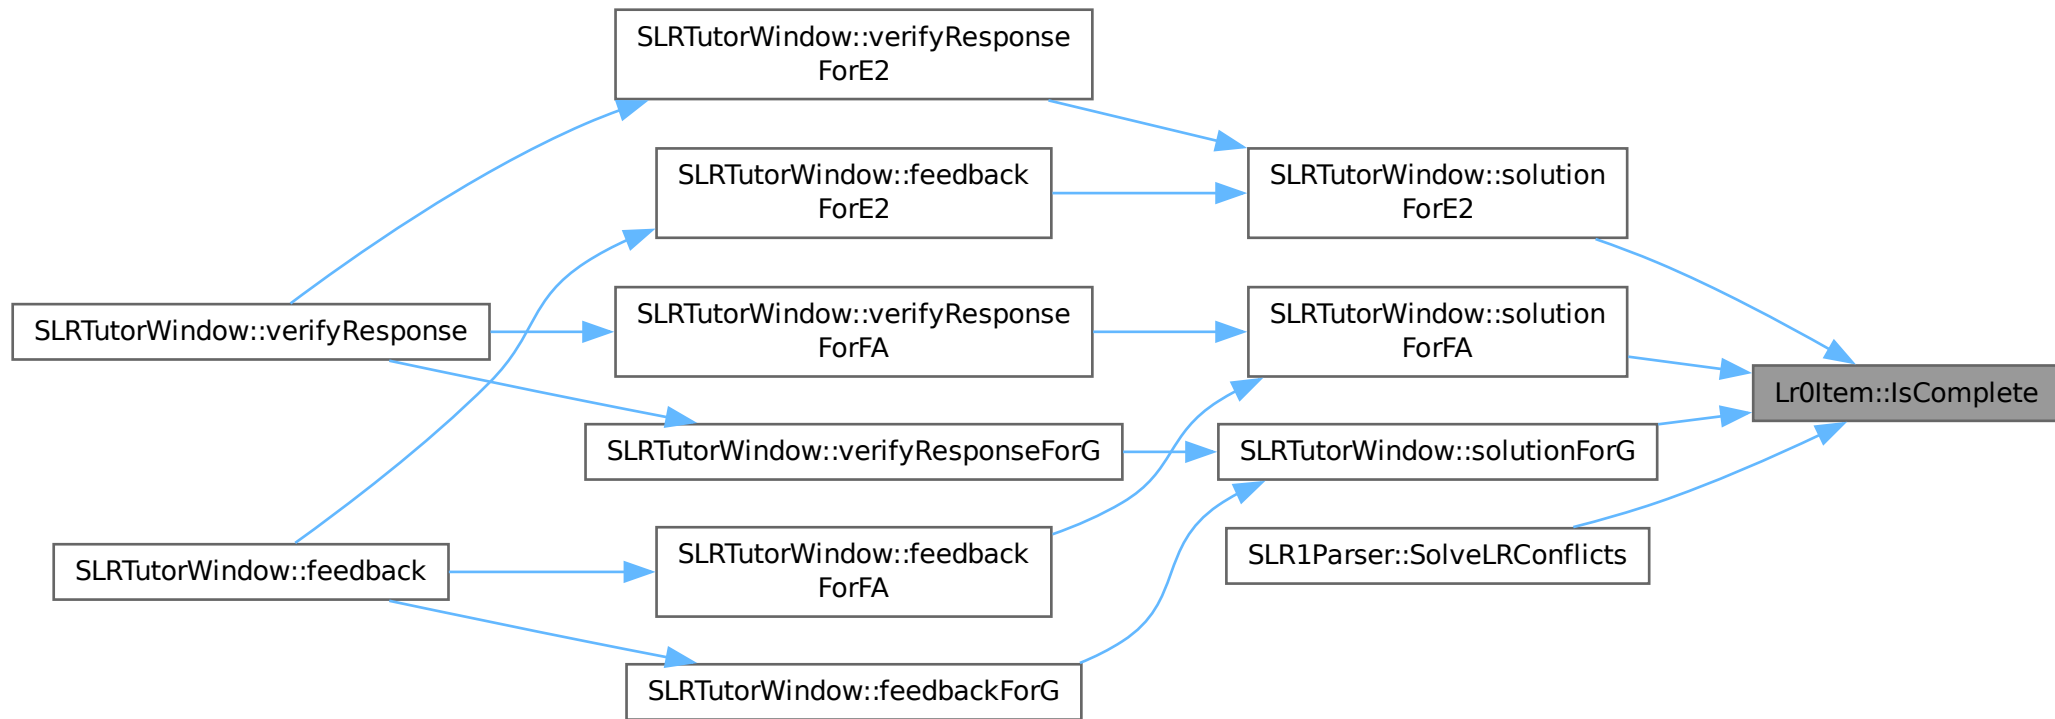 SLRTutorWindow::verifyResponse
ForE2
SLRTutorWindow::feedback
ForE2
SLRTutorWindow::solution
ForE2
SLRTutorWindow::verifyResponse
SLRTutorWindow::verifyResponse
ForFA
SLRTutorWindow::solution
ForFA
Lr0Item::IsComplete
SLRTutorWindow::verifyResponseForG
SLRTutorWindow::solutionForG
SLRTutorWindow::feedback
SLRTutorWindow::feedback
ForFA
SLR1Parser::SolveLRConflicts
SLRTutorWindow::feedbackForG